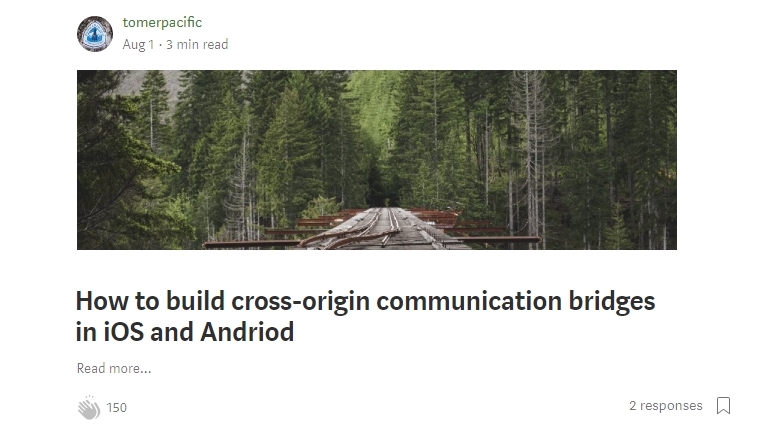 tomerpacific
Aug 1 · 3 min read
How to build cross-origin communication bridges
in iOS and Andriod
Read more...
150
2 responses